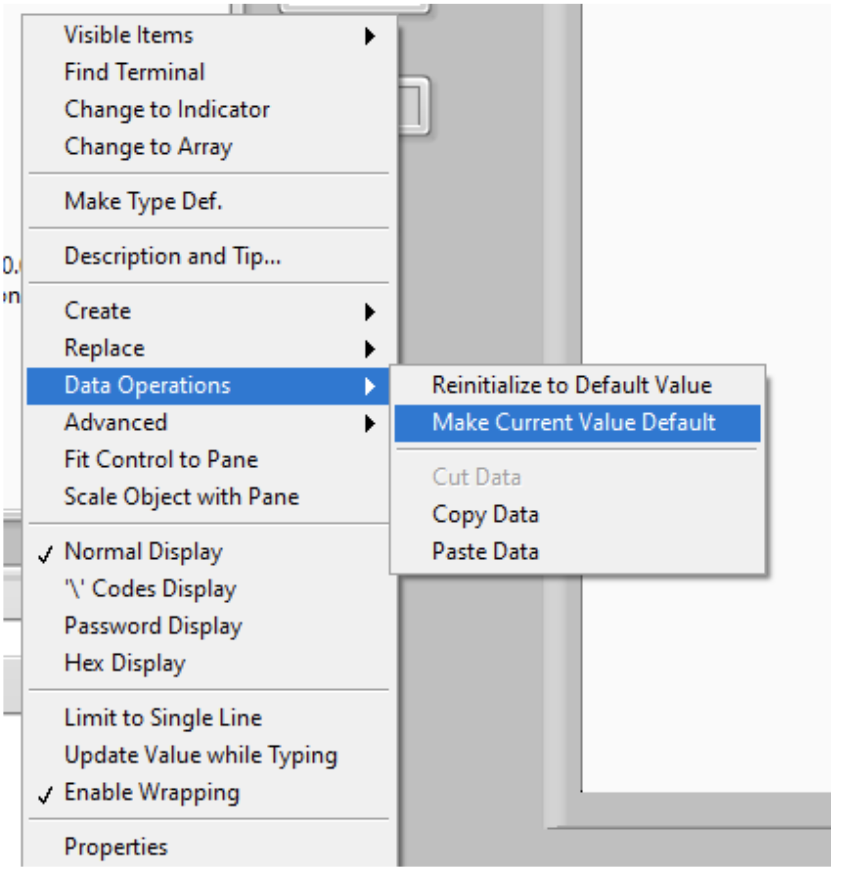 Visible Items
Find Terminal
Change to Indicator
Change to Array
Make Type Def.
Description and Tip...
Create
Replace
Data Operations
Advanced
Fit Control to Pane
Scale Object with Pane
Normal Display
'\' Codes Display
Password Display
Hex Display
Limit to Single Line
Update Value while Typing
Enable Wrapping
Properties
Reinitialize to Default Value
Make Current Value Default
Cut Data
Copy Data
Paste Data